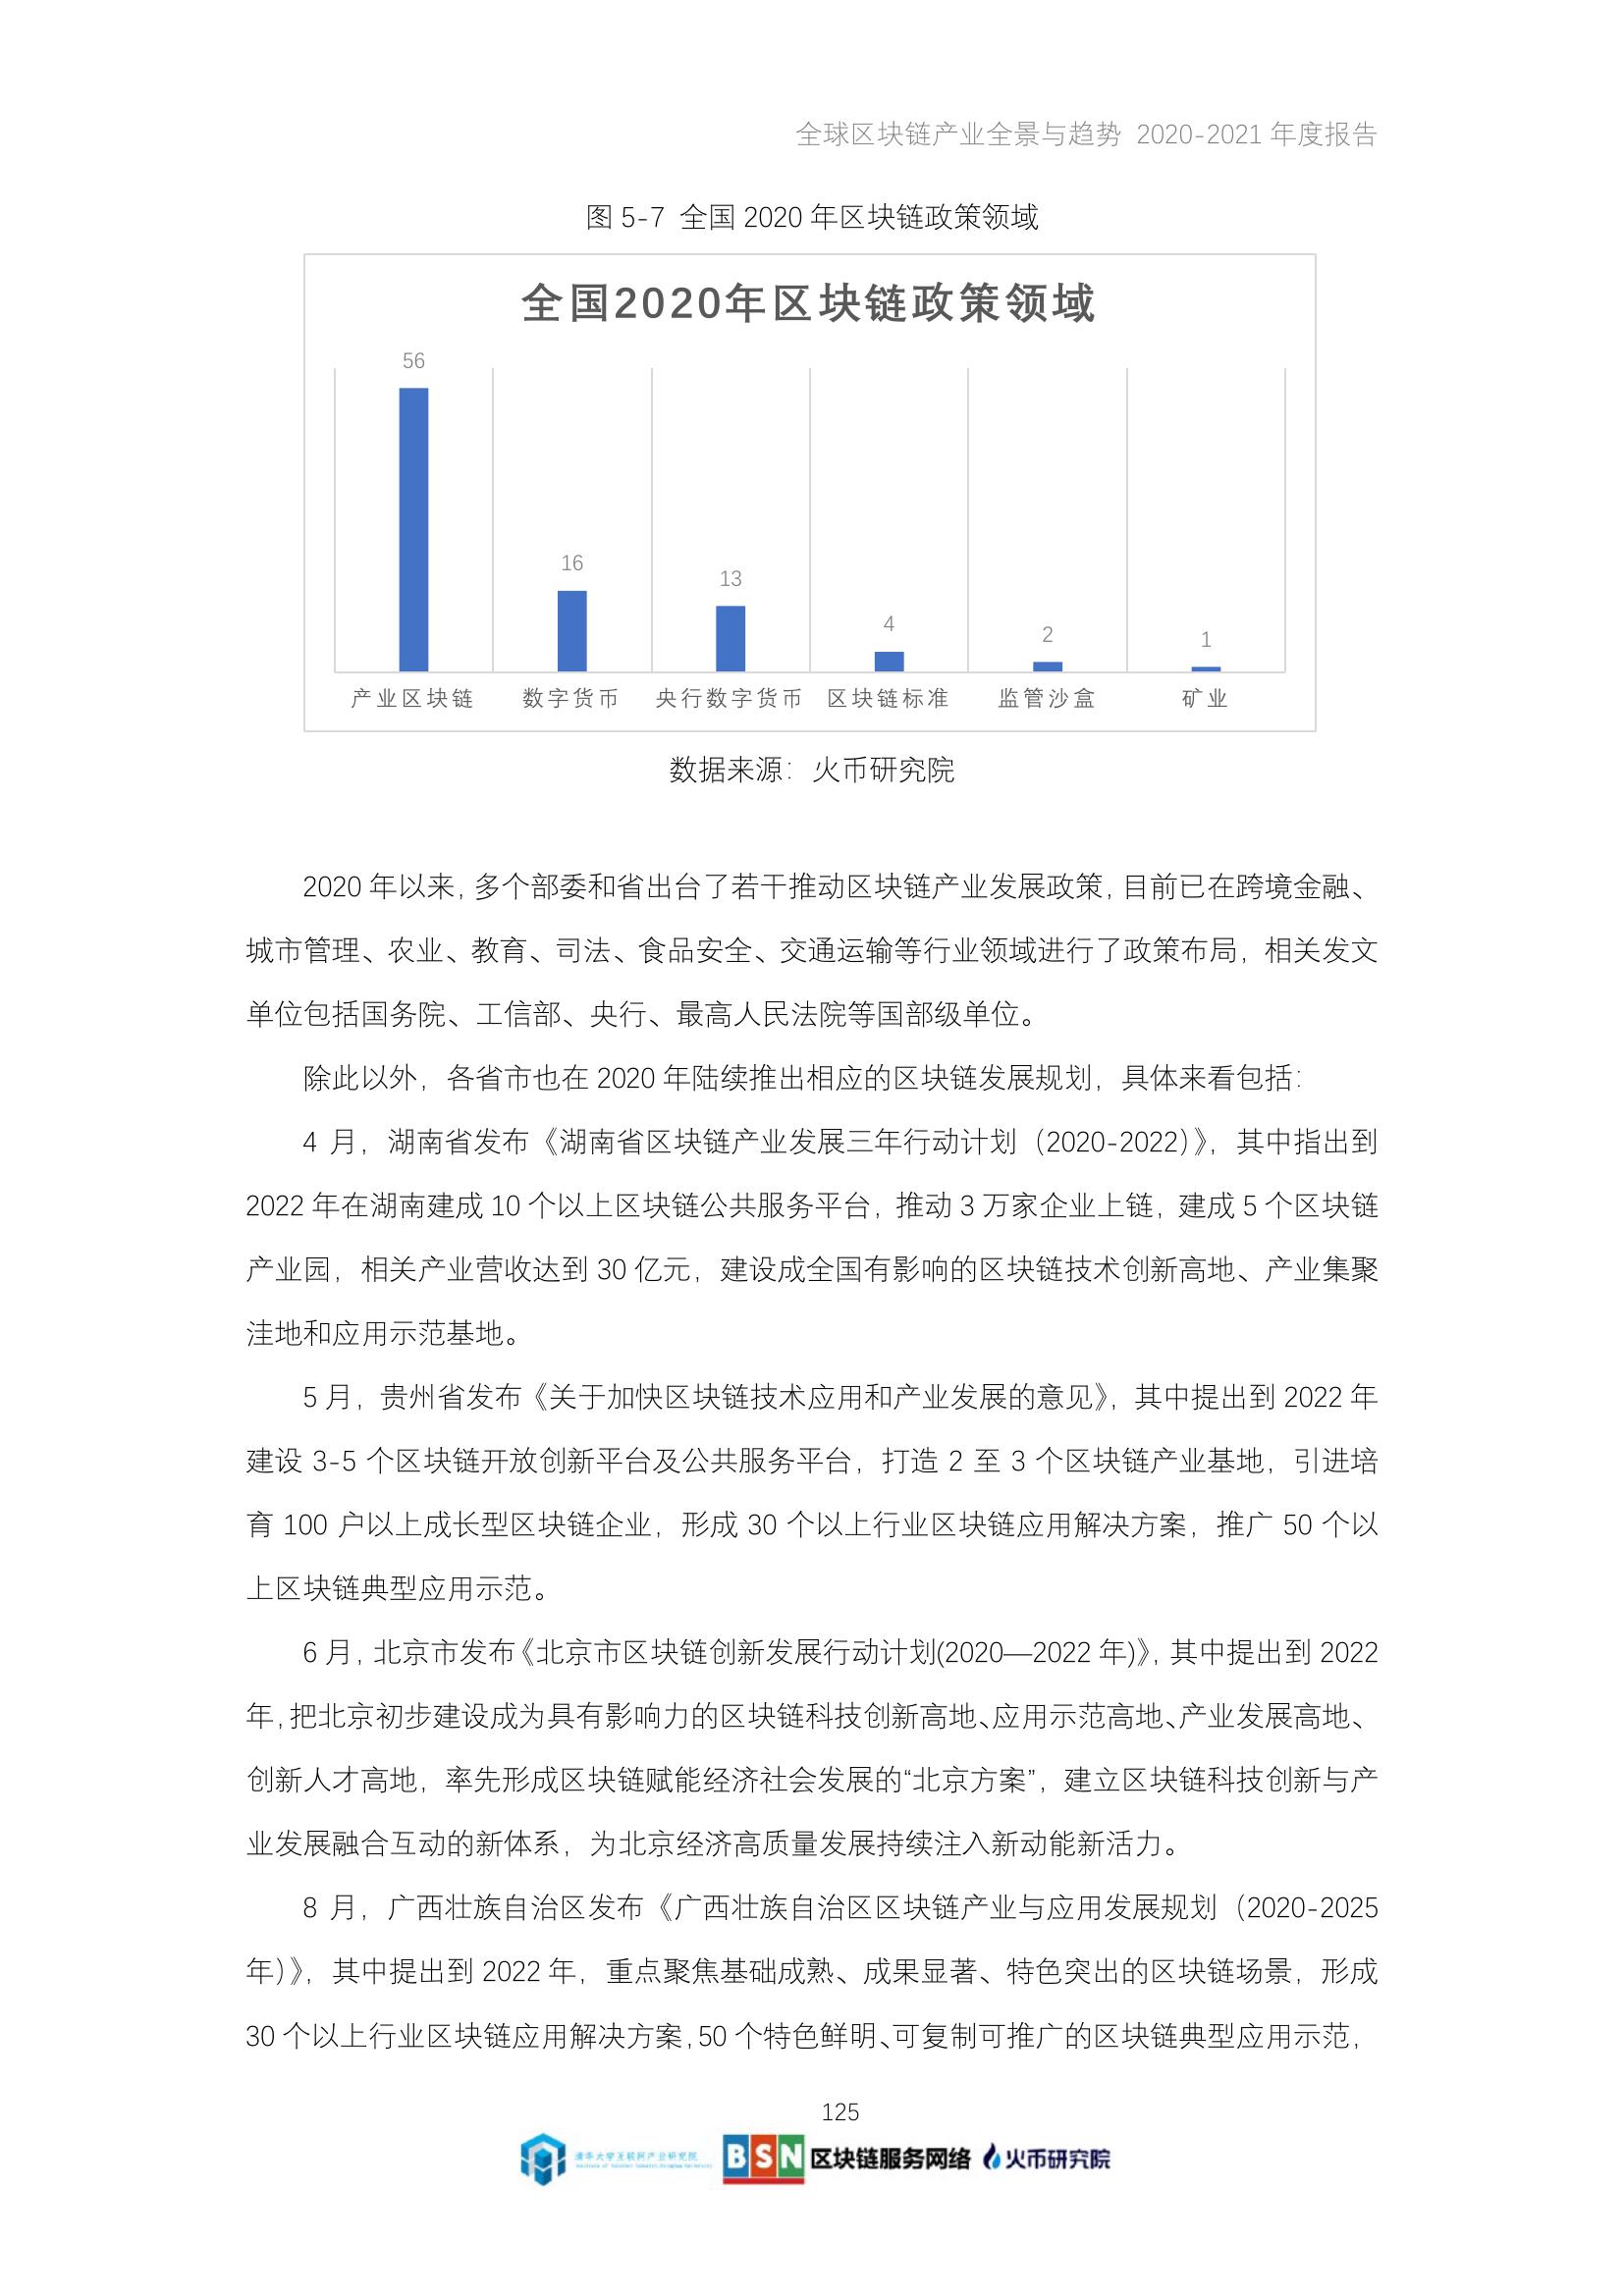 全球区块链产业全景与趋势 2020-2021 年度报告
图 5-7 全国 2020 年区块链政策领域
全国2020年区块链政策领域
56
16
13
4
2
1
产业区块链 数字货币 央行数字货币 区块链标准 监管沙盒 矿业
数据来源：火币研究院
2020 年以来，多个部委和省出台了若干推动区块链产业发展政策，目前已在跨境金融、
城市管理、农业、教育、司法、食品安全、交通运输等行业领域进行了政策布局，相关发文
单位包括国务院、工信部、央行、最高人民法院等国部级单位。
除此以外，各省市也在 2020 年陆续推出相应的区块链发展规划，具体来看包括：
4 月，湖南省发布《湖南省区块链产业发展三年行动计划（2020-2022）》，其中指出到
2022 年在湖南建成 10 个以上区块链公共服务平台，推动 3 万家企业上链，建成 5 个区块链
产业园，相关产业营收达到 30 亿元，建设成全国有影响的区块链技术创新高地、产业集聚
洼地和应用示范基地。
5 月，贵州省发布《关于加快区块链技术应用和产业发展的意见》，其中提出到 2022 年
建设 3-5 个区块链开放创新平台及公共服务平台，打造 2 至 3 个区块链产业基地，引进培
育 100 户以上成长型区块链企业，形成 30 个以上行业区块链应用解决方案，推广 50 个以
上区块链典型应用示范。
6 月，北京市发布《北京市区块链创新发展行动计划(2020—2022 年)》，其中提出到 2022
年，把北京初步建设成为具有影响力的区块链科技创新高地、应用示范高地、产业发展高地、
创新人才高地，率先形成区块链赋能经济社会发展的“北京方案”，建立区块链科技创新与产
业发展融合互动的新体系，为北京经济高质量发展持续注入新动能新活力。
8 月，广西壮族自治区发布《广西壮族自治区区块链产业与应用发展规划（2020-2025
年）》，其中提出到 2022 年，重点聚焦基础成熟、成果显著、特色突出的区块链场景，形成
30 个以上行业区块链应用解决方案，50 个特色鲜明、可复制可推广的区块链典型应用示范，
125
清华大学互联网产业研究院 BSN 区块链服务网络 火币研究院